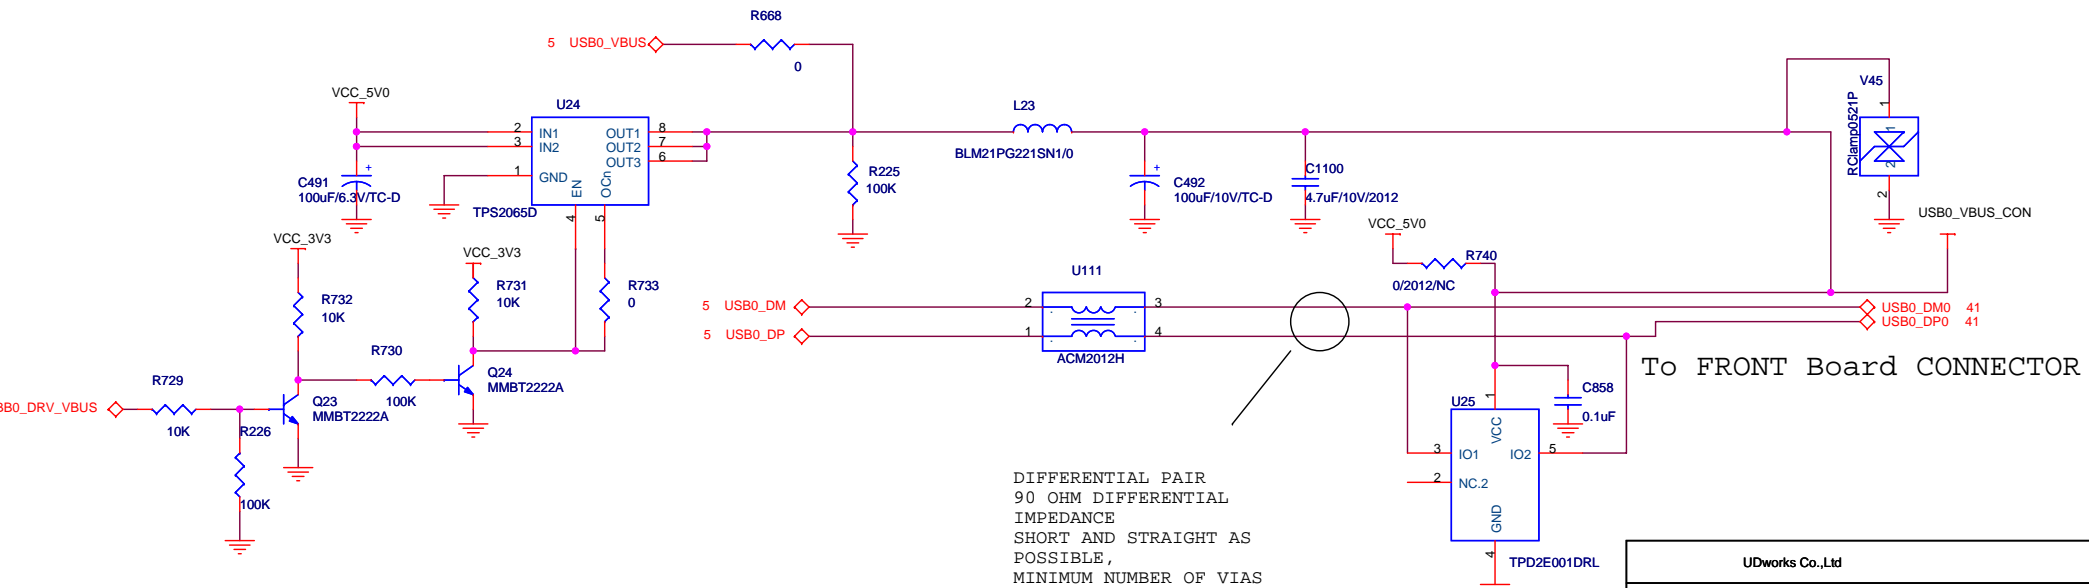 R668
5 USB0_VBUS
0
VCC_5V0
U24
2 IN1 OUT1 8
3 IN2 OUT2 7
OUT3 6
1 GND
EN
OCn
4
5
TPS2065D
C491
+
100uF/6.3V/TC-D
R225
100K
L23
BLM21PG221SN1/0
C492
+
100uF/10V/TC-D
C1100
4.7uF/10V/2012
V45
RClamp0521P
1
1
2
2
USB0_VBUS_CON
VCC_3V3
R732
10K
VCC_3V3
R731
10K
R733
0
VCC_5V0
R740
0/2012/NC
U111
5 USB0_DM
2 3
5 USB0_DP
1 4
ACM2012H
USB0_DM0 41
USB0_DP0 41
To FRONT Board CONNECTOR
R729
10K
R226
100K
B0_DRV_VBUS
Q23
MMBT2222A
R730
100K
Q24
MMBT2222A
U25
1
VCC
C858
0.1uF
3 IO1 IO2 5
2 NC.2
GND
4
TPD2E001DRL
DIFFERENTIAL PAIR
90 OHM DIFFERENTIAL
IMPEDANCE
SHORT AND STRAIGHT AS
POSSIBLE,
MINIMUM NUMBER OF VIAS
UDworks Co.,Ltd